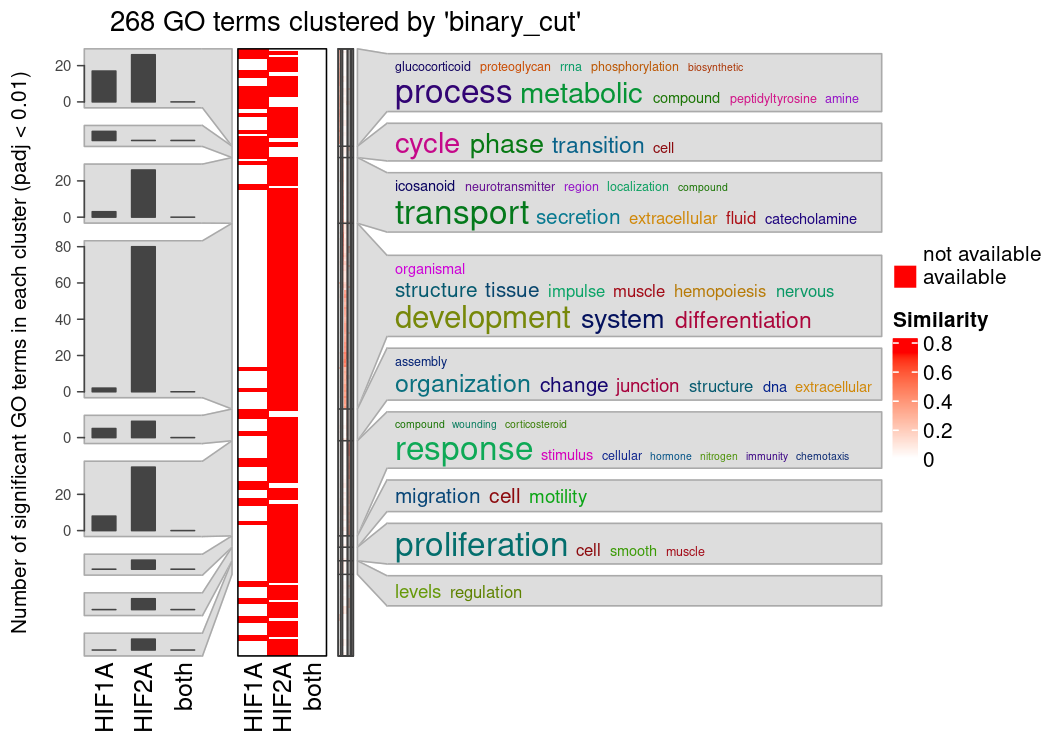 268 GO terms clustered by 'binary_cut'
Number of significant GO terms in each cluster (padj < 0.01)
20
0
20
0
80
60
40
20
0
0
20
0
HIF1A
HIF2A
both
HIF1A
HIF2A
both
glucocorticoid proteoglycan rrna phosphorylation biosynthetic
process metabolic compound peptidyltyrosine amine
cycle phase transition cell
icosanoid neurotransmitter region localization compound
transport secretion extracellular fluid catecholamine
organismal
structure tissue impulse muscle hemopoiesis nervous
development system differentiation
assembly
organization change junction structure dna extracellular
compound wounding corticosteroid
response stimulus cellular hormone nitrogen immunity chemotaxis
migration cell motility
proliferation cell smooth muscle
levels regulation
not available
available
Similarity
0.8
0.6
0.4
0.2
0